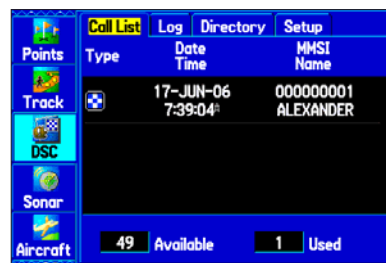 Call List Log Directory Setup
Points
Track
DSC
Sonar
Aircraft
Type Date Time MMSI Name
17-JUN-06 000000001
7:39:04 ALEXANDER
49 Available 1 Used